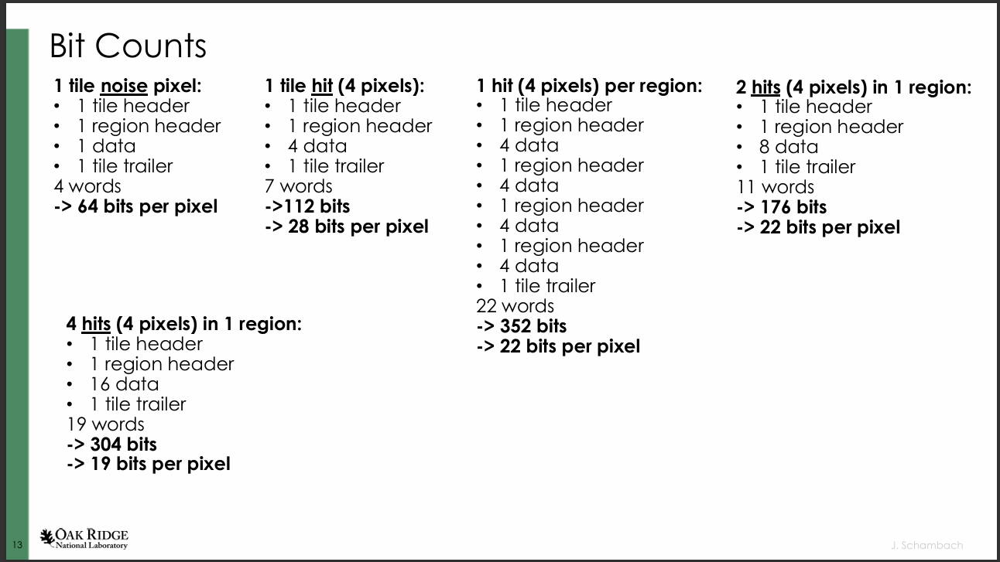 Bit Counts
1 tile noise pixel:
• 1 tile header
• 1 region header
• 1 data
• 1 tile trailer
4 words
-> 64 bits per pixel
1 tile hit (4 pixels):
• 1 tile header
• 1 region header
• 4 data
• 1 tile trailer
7 words
->112 bits
-> 28 bits per pixel
1 hit (4 pixels) per region:
• 1 tile header
• 1 region header
• 4 data
• 1 region header
• 4 data
• 1 region header
• 4 data
• 1 region header
• 4 data
• 1 tile trailer
22 words
-> 352 bits
-> 22 bits per pixel
2 hits (4 pixels) in 1 region:
• 1 tile header
• 1 region header
• 8 data
• 1 tile trailer
11 words
-> 176 bits
-> 22 bits per pixel
4 hits (4 pixels) in 1 region:
• 1 tile header
• 1 region header
• 16 data
• 1 tile trailer
19 words
-> 304 bits
-> 19 bits per pixel
13
OAK RIDGE
National Laboratory
J. Schambach